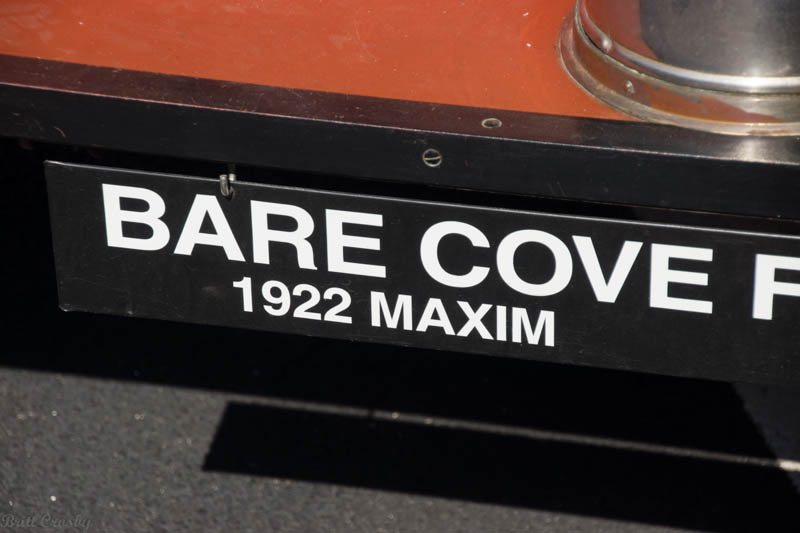 BARE COVE F
1922 MAXIM
Britt Crosby